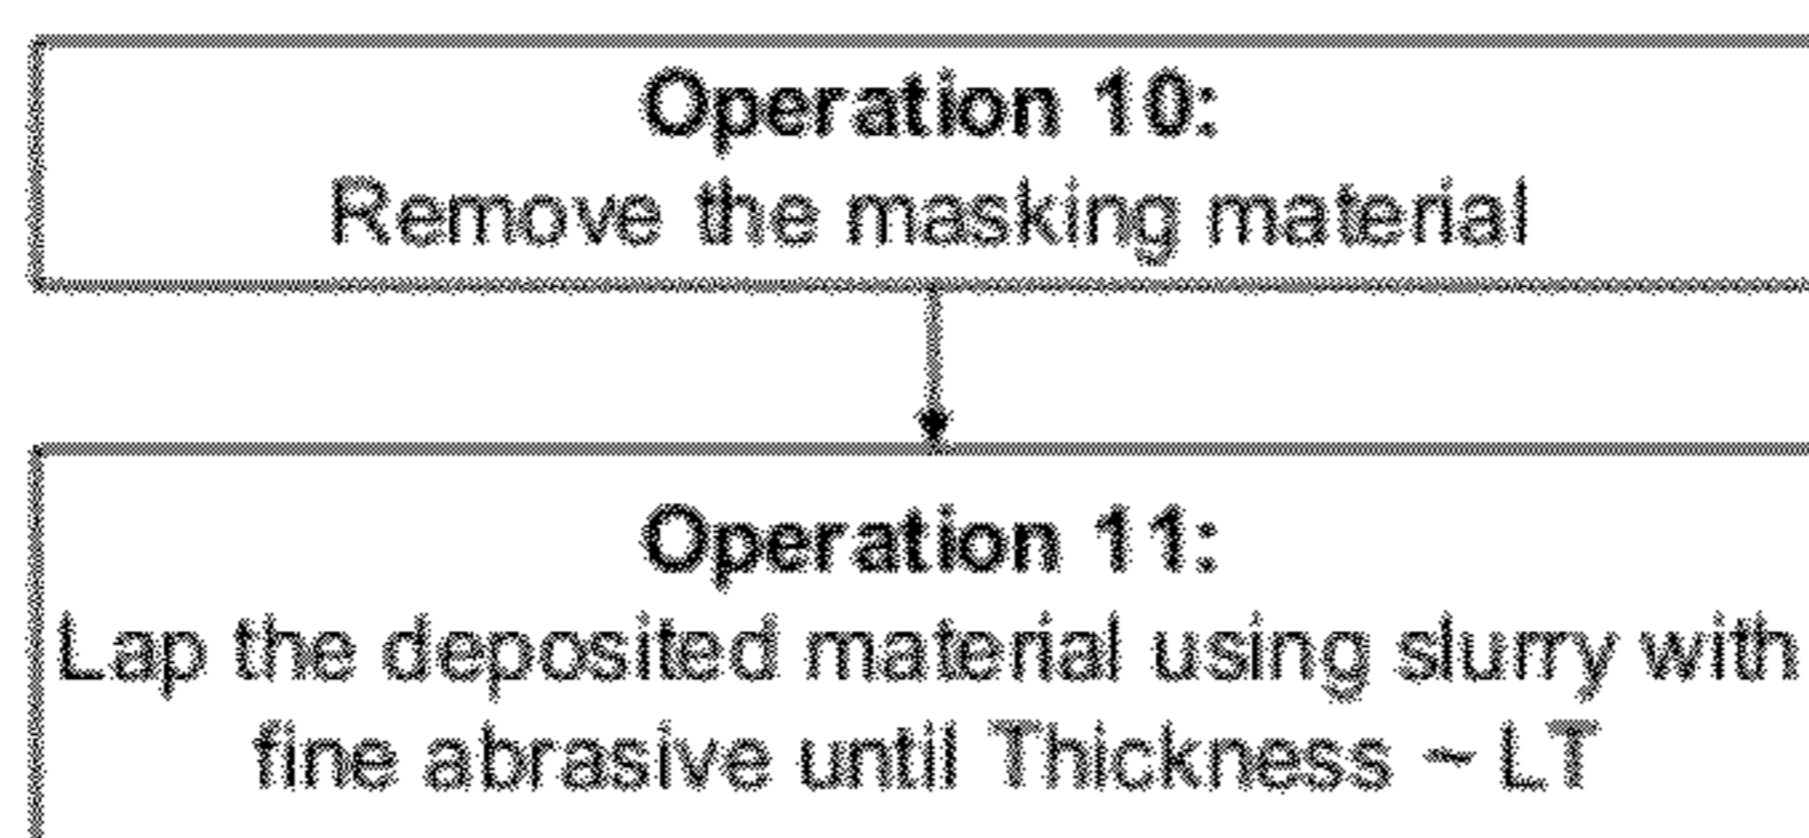 Operation 10:
Remove the masking material
Operation 11:
Lap the deposited material using slurry with
fine abrasive until Thickness ~ LT